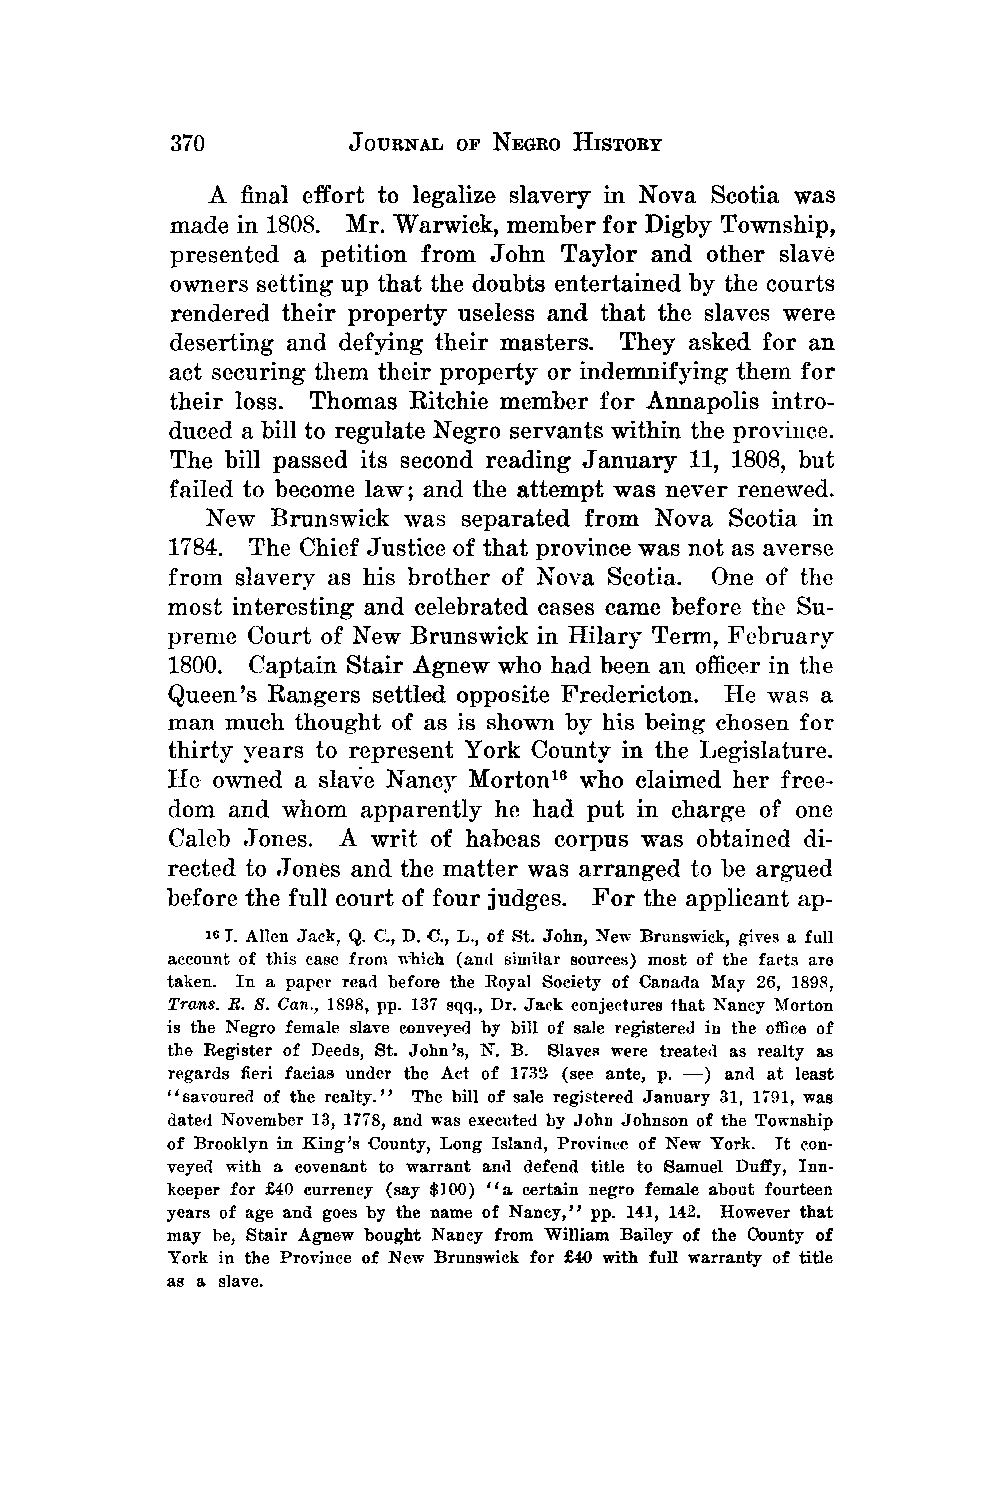 370 JOURNAL OF NEGRO HISTORY
A final effort to legalize slavery in Nova Scotia was
made in 1808. Mr. Warwick, member for Digby Township,
presented a petition from John Taylor and other slave
owners setting up that the doubts entertained by the courts
rendered their property useless and that the slaves were
deserting and defying their masters. They asked for an
act securing them their property or indemnifying them for
their loss. Thomas Ritchie member for Annapolis intro-
duced a bill to regulate Negro servants within the province.
The bill passed its second reading January 11, 1808, but
failed to become law; and the attempt was never renewed.
New Brunswick was separated from Nova Scotia in
1784. The Chief Justice of that province was not as averse
from slavery as his brother of Nova Scotia. One of the
most interesting and celebrated cases came before the Su-
preme Court of New Brunswick in Hilary Term, February
1800. Captain Stair Agnew who had been an officer in the
Queen's Rangers settled opposite Fredericton. He was a
man much thought of as is shown by his being chosen for
thirty years to represent York County in the Legislature.
He owned a slave Nancy Morton¹⁶ who claimed her free-
dom and whom apparently he had put in charge of one
Caleb Jones. A writ of habeas corpus was obtained di-
rected to Jones and the matter was arranged to be argued
before the full court of four judges. For the applicant ap-
¹⁶ I. Allen Jack, Q. C., D. C., L., of St. John, New Brunswick, gives a full
account of this case from which (and similar sources) most of the facts are
taken. In a paper read before the Royal Society of Canada May 26, 1898,
Trans. R. S. Can., 1898, pp. 137 sqq., Dr. Jack conjectures that Nancy Morton
is the Negro female slave conveyed by bill of sale registered in the office of
the Register of Deeds, St. John's, N. B. Slaves were treated as realty as
regards fieri facias under the Act of 1732 (see ante, p. —) and at least
"savoured of the realty." The bill of sale registered January 31, 1791, was
dated November 13, 1778, and was executed by John Johnson of the Township
of Brooklyn in King's County, Long Island, Province of New York. It con-
veyed with a covenant to warrant and defend title to Samuel Duffy, Inn-
keeper for £40 currency (say $100) "a certain negro female about fourteen
years of age and goes by the name of Nancy," pp. 141, 142. However that
may be, Stair Agnew bought Nancy from William Bailey of the County of
York in the Province of New Brunswick for £40 with full warranty of title
as a slave.